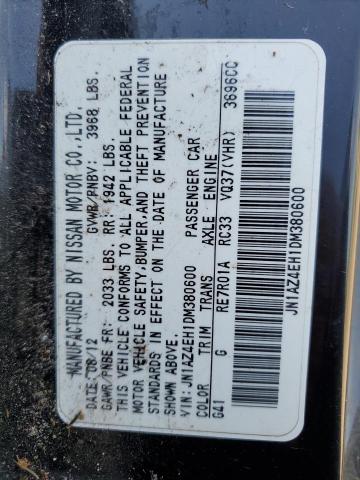 MANUFACTURED BY NISSAN MOTOR CO.,LTD.
DATE: 08/12 GVWR/PNBV: 3968 LBS.
GAWR/PNBE FR: 2033 LBS. RR: 1942 LBS.
THIS VEHICLE CONFORMS TO ALL APPLICABLE FEDERAL
MOTOR VEHICLE SAFETY,BUMPER,AND THEFT PREVENTION
STANDARDS IN EFFECT ON THE DATE OF MANUFACTURE
SHOWN ABOVE.
VIN:JN1AZ4EH1DM380600 PASSENGER CAR
COLOR TRIM TRANS AXLE ENGINE
G41 G RE7R01A RC33 VQ37(VHR) 3696CC
JN1AZ4EH1DM380600